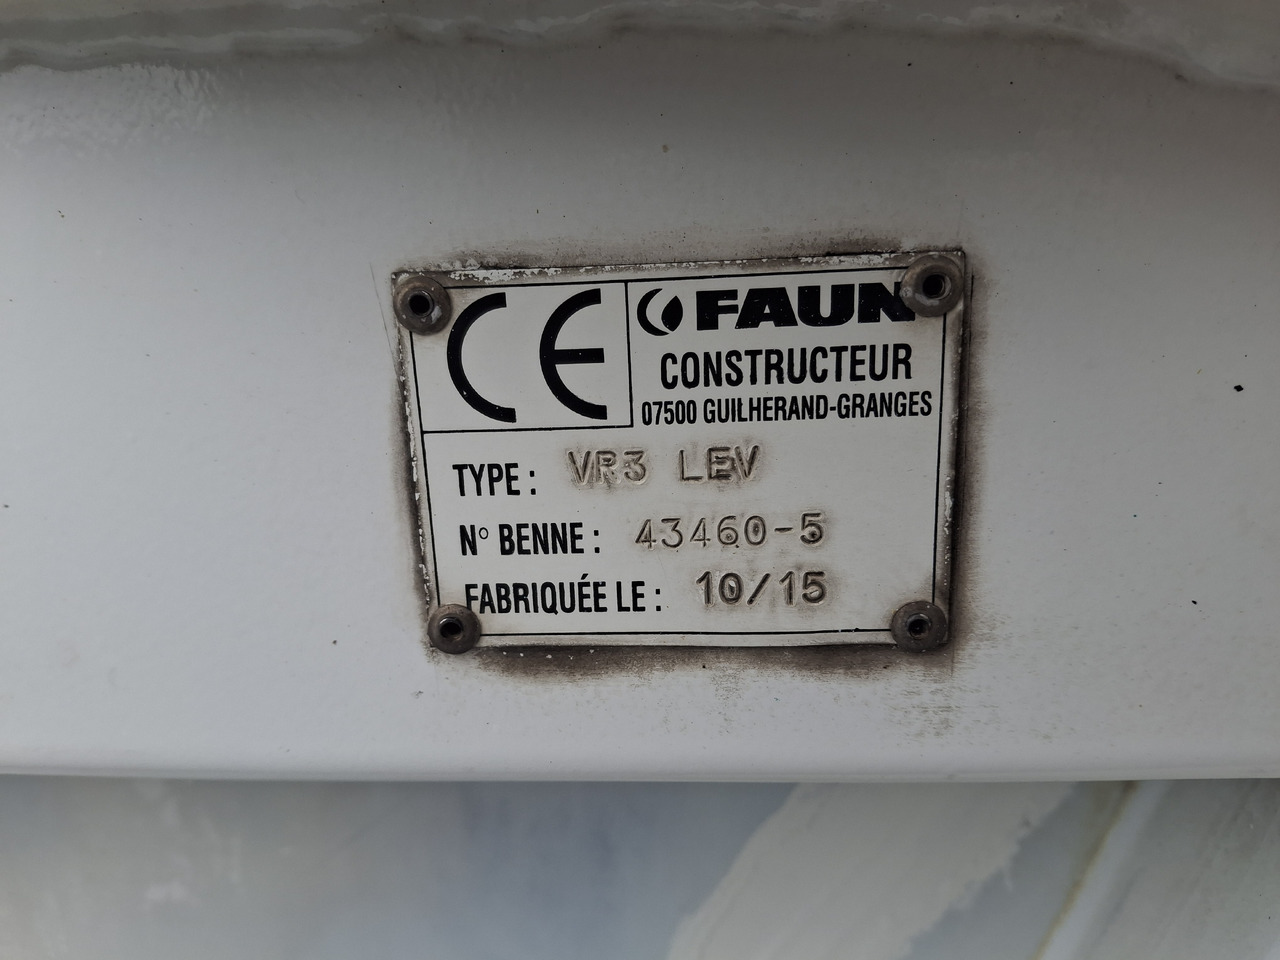 CE
FAUN
CONSTRUCTEUR
07500 GUILHERAND-GRANGES
TYPE : VR3 LEV
N° BENNE : 43460-5
FABRIQUÉE LE : 10/15